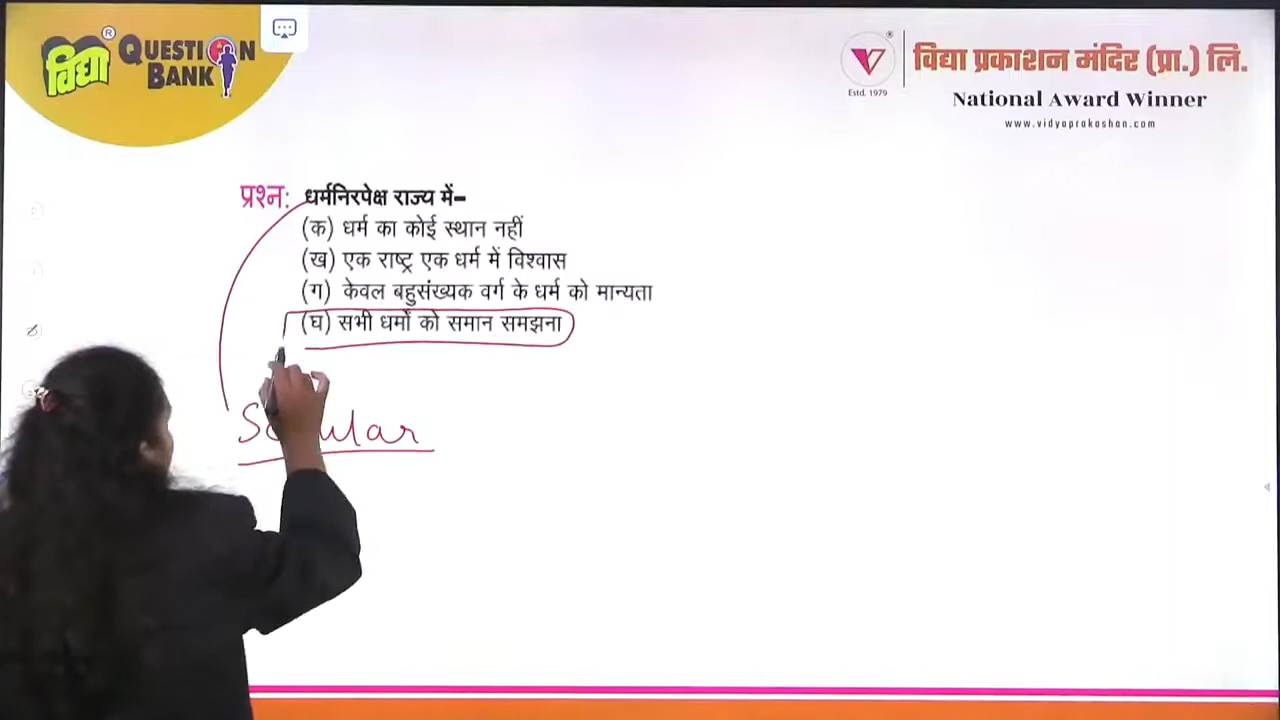 विद्या
®
QUESTION
BANK
®
V
Estd. 1979
विद्या प्रकाशन मंदिर (प्रा.) लि.
National Award Winner
www.vidyaprakashan.com
प्रश्न: धर्मनिरपेक्ष राज्य में–
(क) धर्म का कोई स्थान नहीं
(ख) एक राष्ट्र एक धर्म में विश्वास
(ग) केवल बहुसंख्यक वर्ग के धर्म को मान्यता
(घ) सभी धर्मों को समान समझना